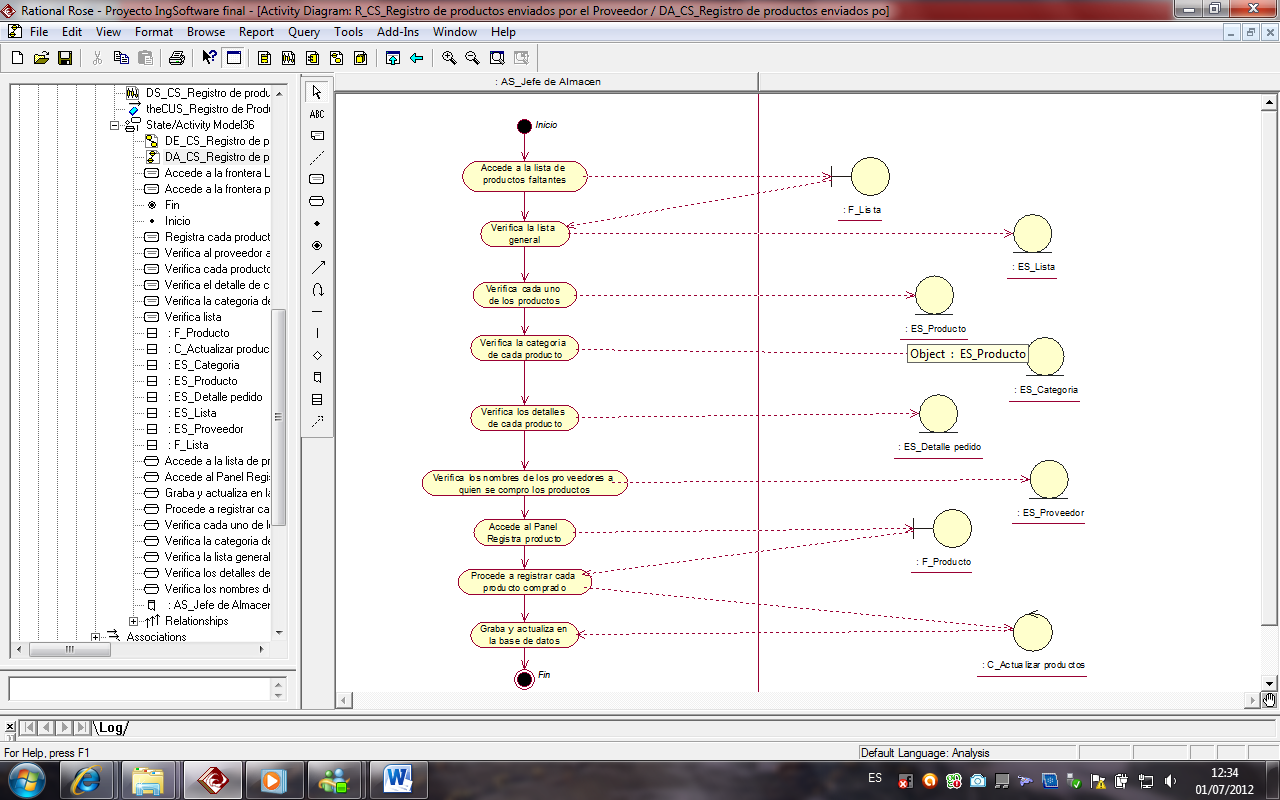 Rational Rose - Proyecto IngSoftware final - [Activity Diagram: R_CS_Registro de productos enviados por el Proveedor / DA_CS_Registro de productos enviados po]
File Edit View Format Browse Report Query Tools Add-Ins Window Help
DS_CS_Registro de produ
theCUS_Registro de Produ
State/Activity Model36
DE_CS_Registro de p
DA_CS_Registro de p
Accede a la frontera L
Accede a la frontera p
Fin
Inicio
Registra cada product
Verifica al proveedor a
Verifica cada producto
Verifica el detalle de c
Verifica la categoria de
Verifica lista
: F_Producto
: C_Actualizar produc
: ES_Categoria
: ES_Producto
: ES_Detalle pedido
: ES_Lista
: ES_Proveedor
: F_Lista
Accede a la lista de pr
Accede al Panel Regi
Graba y actualiza en la
Procede a registrar ca
Verifica cada uno de l
Verifica la categoria de
Verifica la lista general
Verifica los detalles de
Verifica los nombres de
: AS_Jefe de Almacen
Relationships
Associations
ABC
: AS_Jefe de Almacen
Inicio
Accede a la lista de
productos faltantes
: F_Lista
Verifica la lista
general
: ES_Lista
Verifica cada uno
de los productos
: ES_Producto
Verifica la categoria
de cada producto
Object : ES_Producto
: ES_Categoria
Verifica los detalles
de cada producto
: ES_Detalle pedido
Verifica los nombres de los proveedores a
quien se compro los productos
: ES_Proveedor
Accede al Panel
Registra producto
: F_Producto
Procede a registrar cada
producto comprado
Graba y actualiza en
la base de datos
: C_Actualizar productos
Fin
Log
For Help, press F1
Default Language: Analysis
ES
12:34
01/07/2012